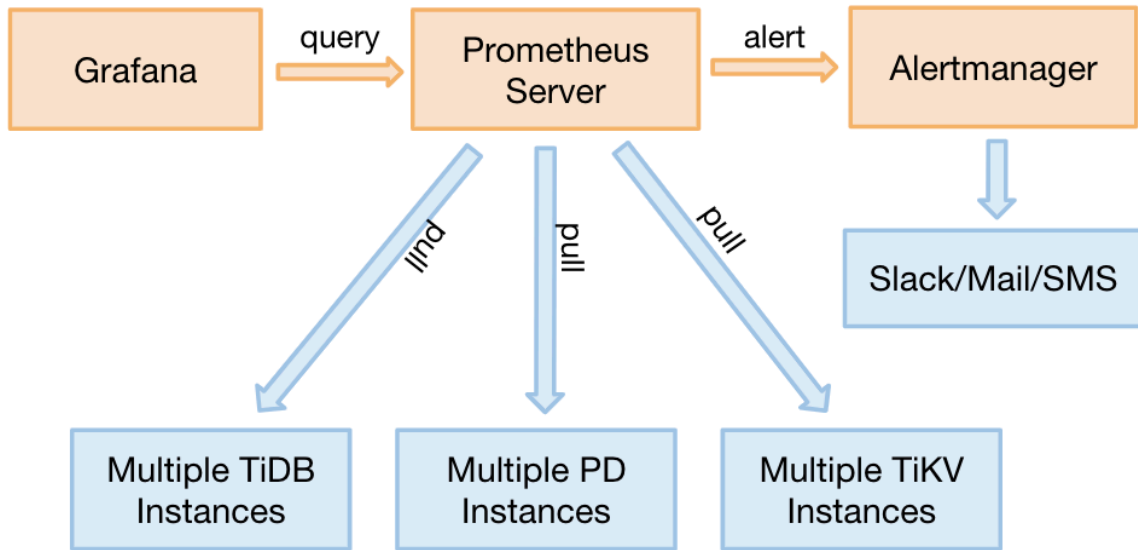 Grafana
query
Prometheus
Server
alert
Alertmanager
pull
pull
pull
Slack/Mail/SMS
Multiple TiDB
Instances
Multiple PD
Instances
Multiple TiKV
Instances